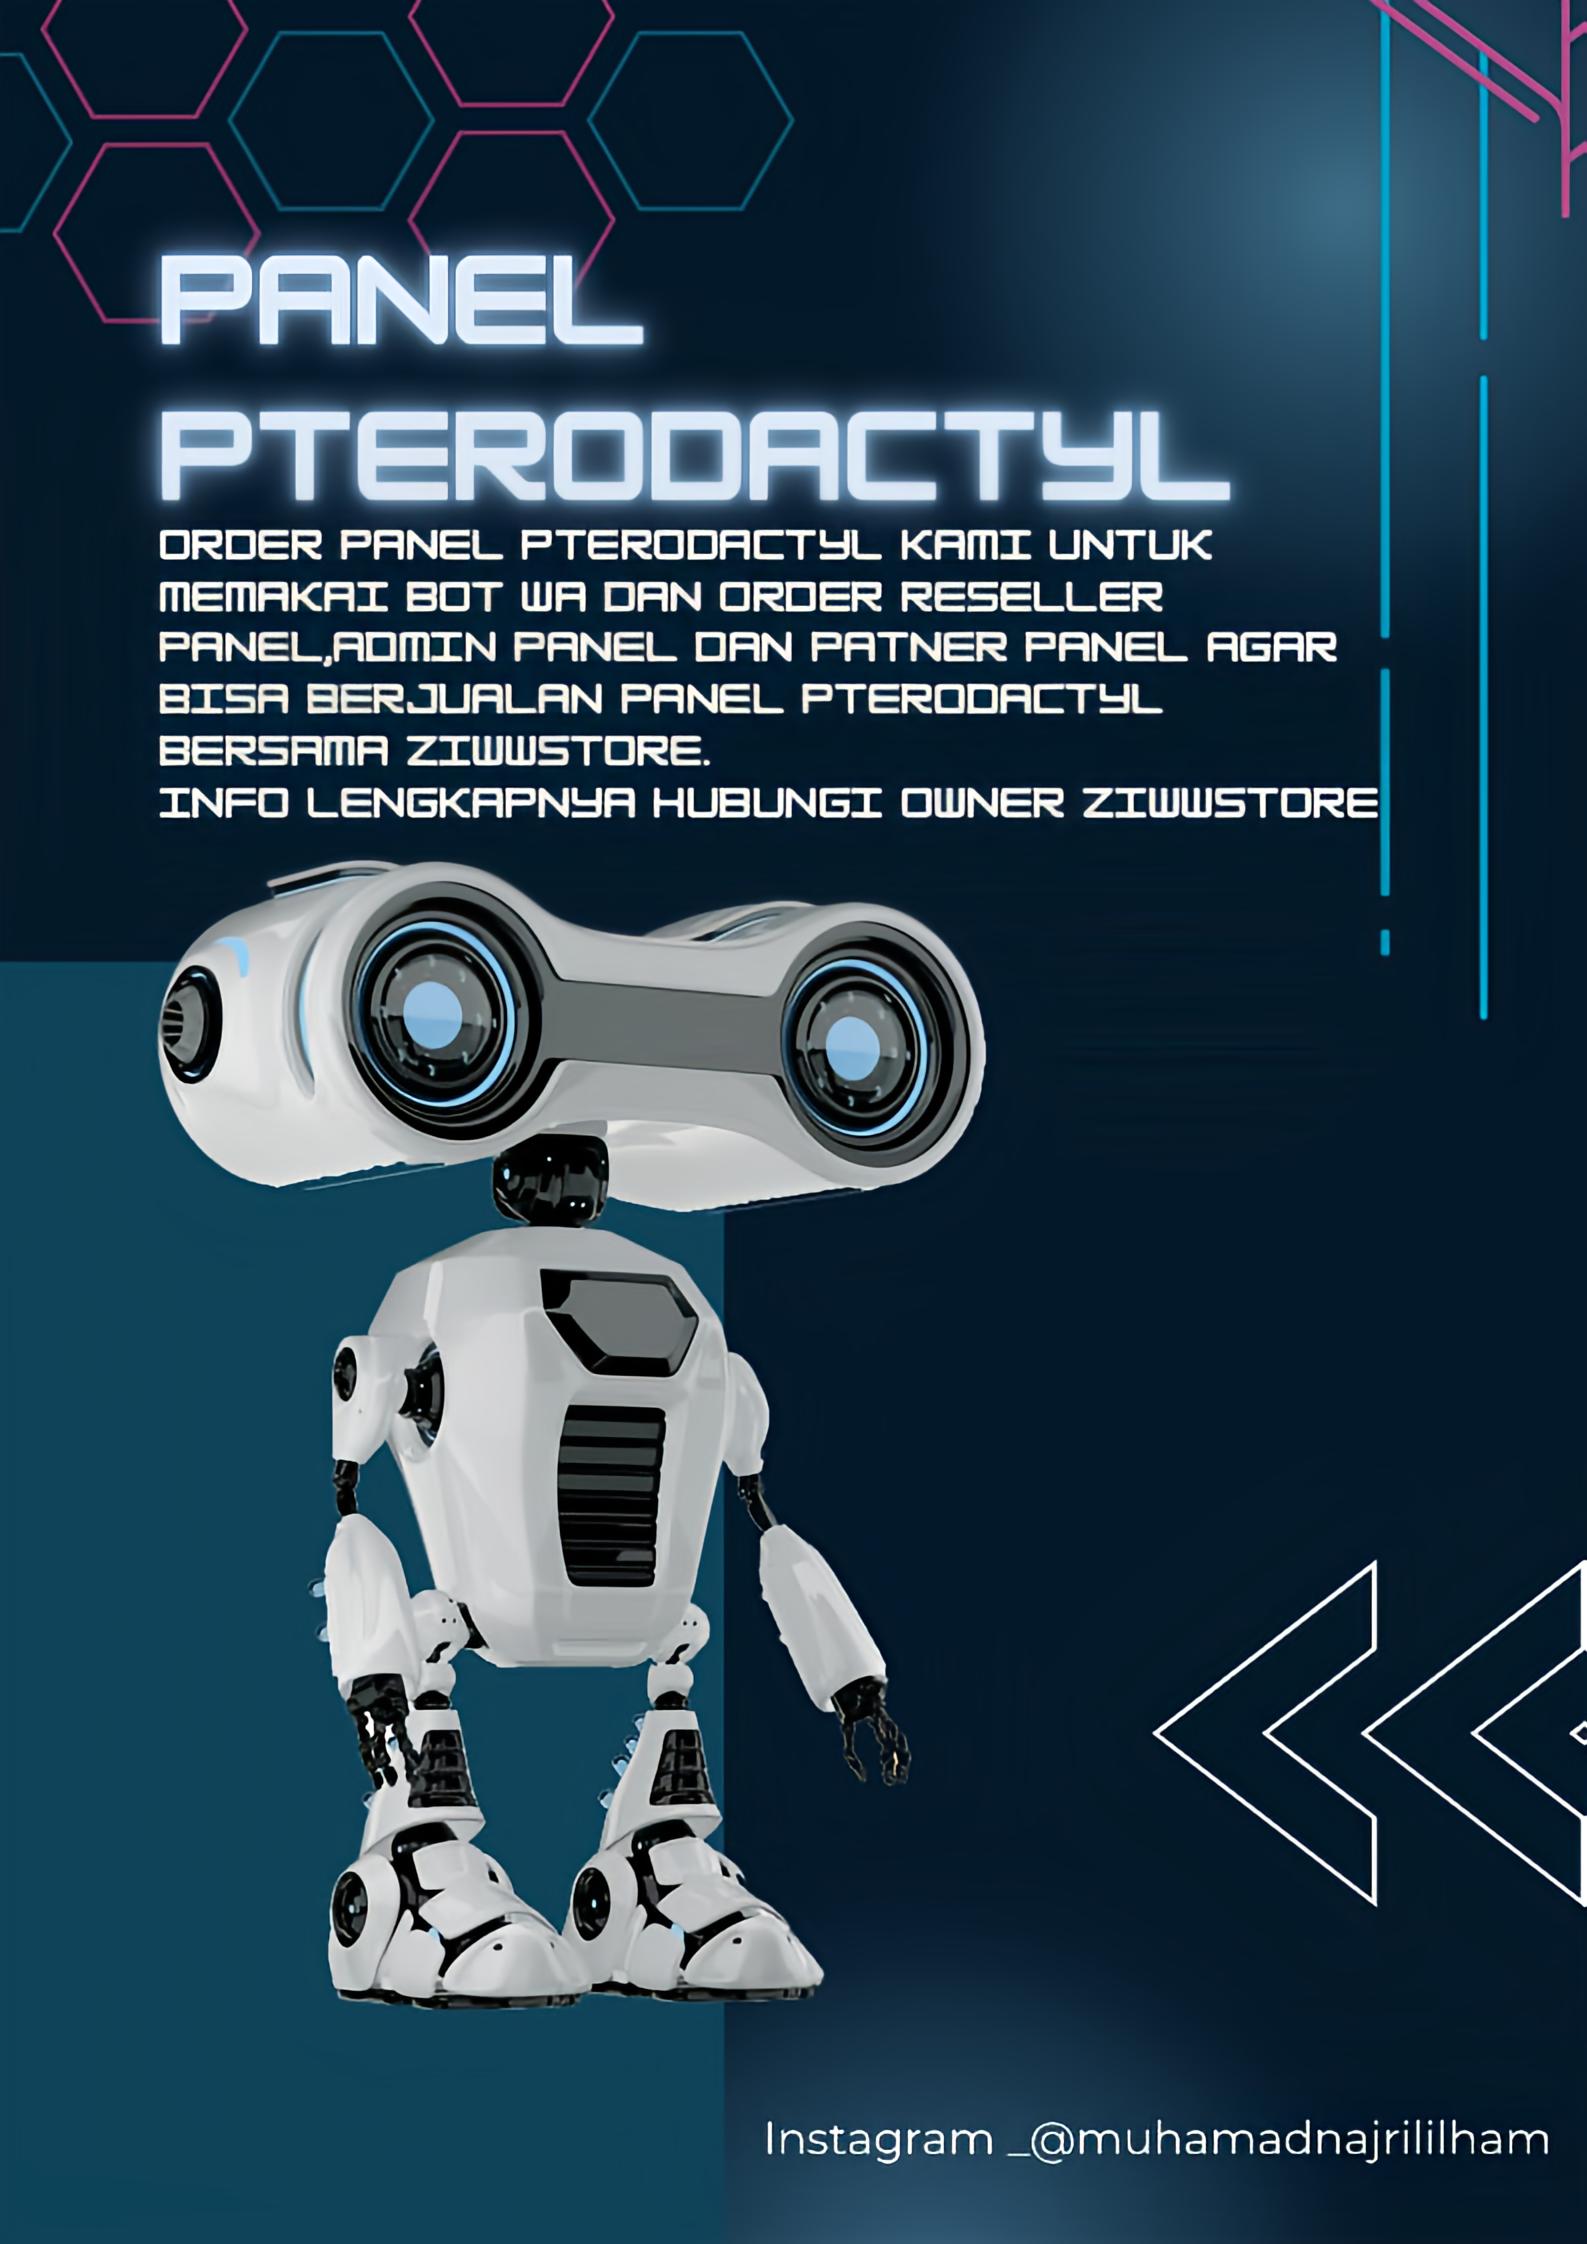 PANEL
PTERODACTYL
ORDER PANEL PTERODACTYL KAMI UNTUK
MEMAKAI BOT WA DAN ORDER RESELLER
PANEL,ADMIN PANEL DAN PATNER PANEL AGAR
BISA BERJUALAN PANEL PTERODACTYL
BERSAMA ZIWWSTORE.
INFO LENGKAPNYA HUBUNGI OWNER ZIWWSTORE
Instagram _@muhamadnajrililham